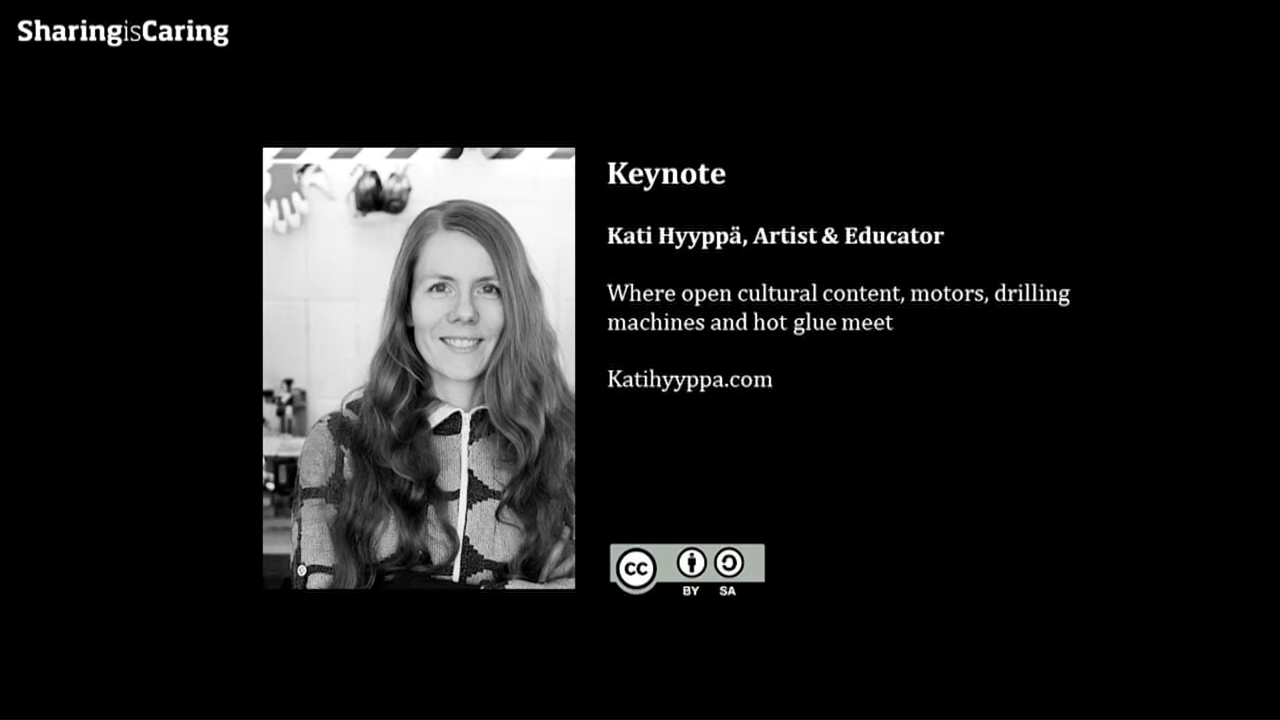 SharingisCaring
Keynote
Kati Hyyppä, Artist & Educator
Where open cultural content, motors, drilling
machines and hot glue meet
Katihyyppa.com
cc
BY SA